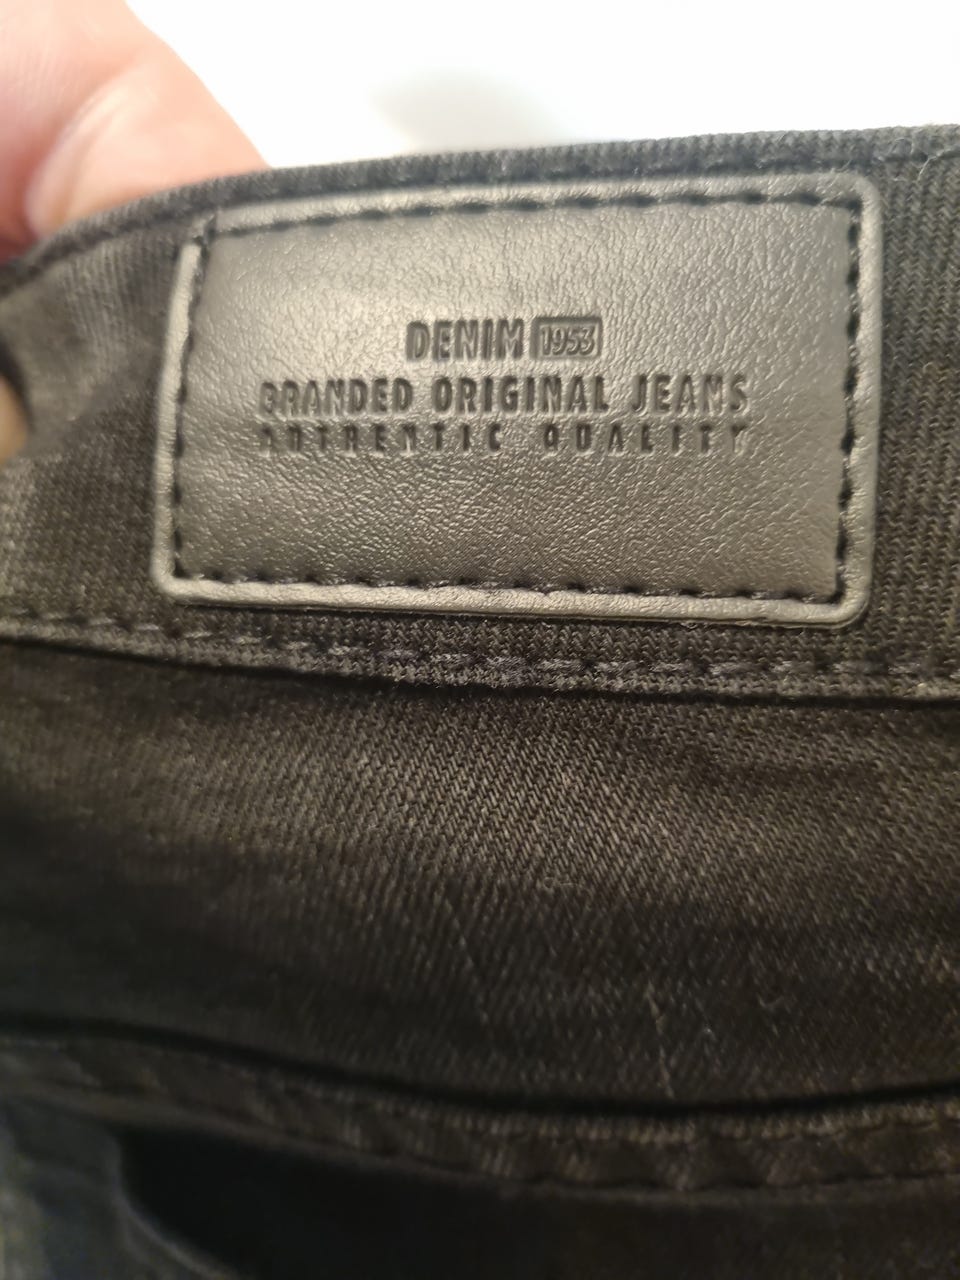 DENIM 1953
BRANDED ORIGINAL JEANS
AUTHENTIC QUALITY